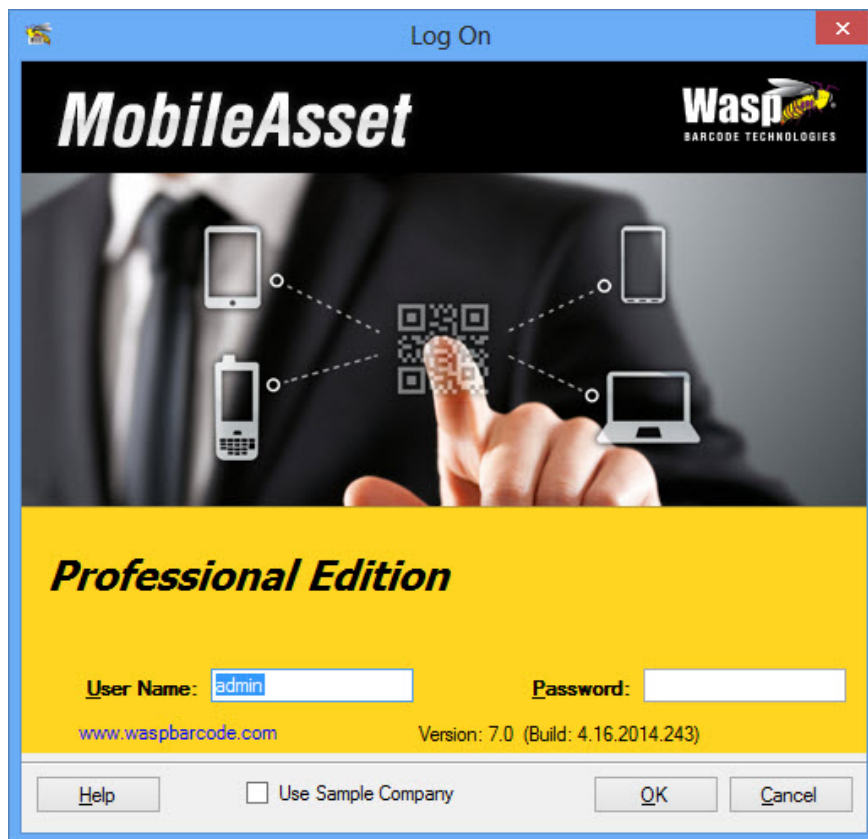 Log On
MobileAsset
Wasp
BARCODE TECHNOLOGIES
Professional Edition
User Name: admin
Password:
www.waspbarcode.com
Version: 7.0 (Build: 4.16.2014.243)
Help
Use Sample Company
OK
Cancel